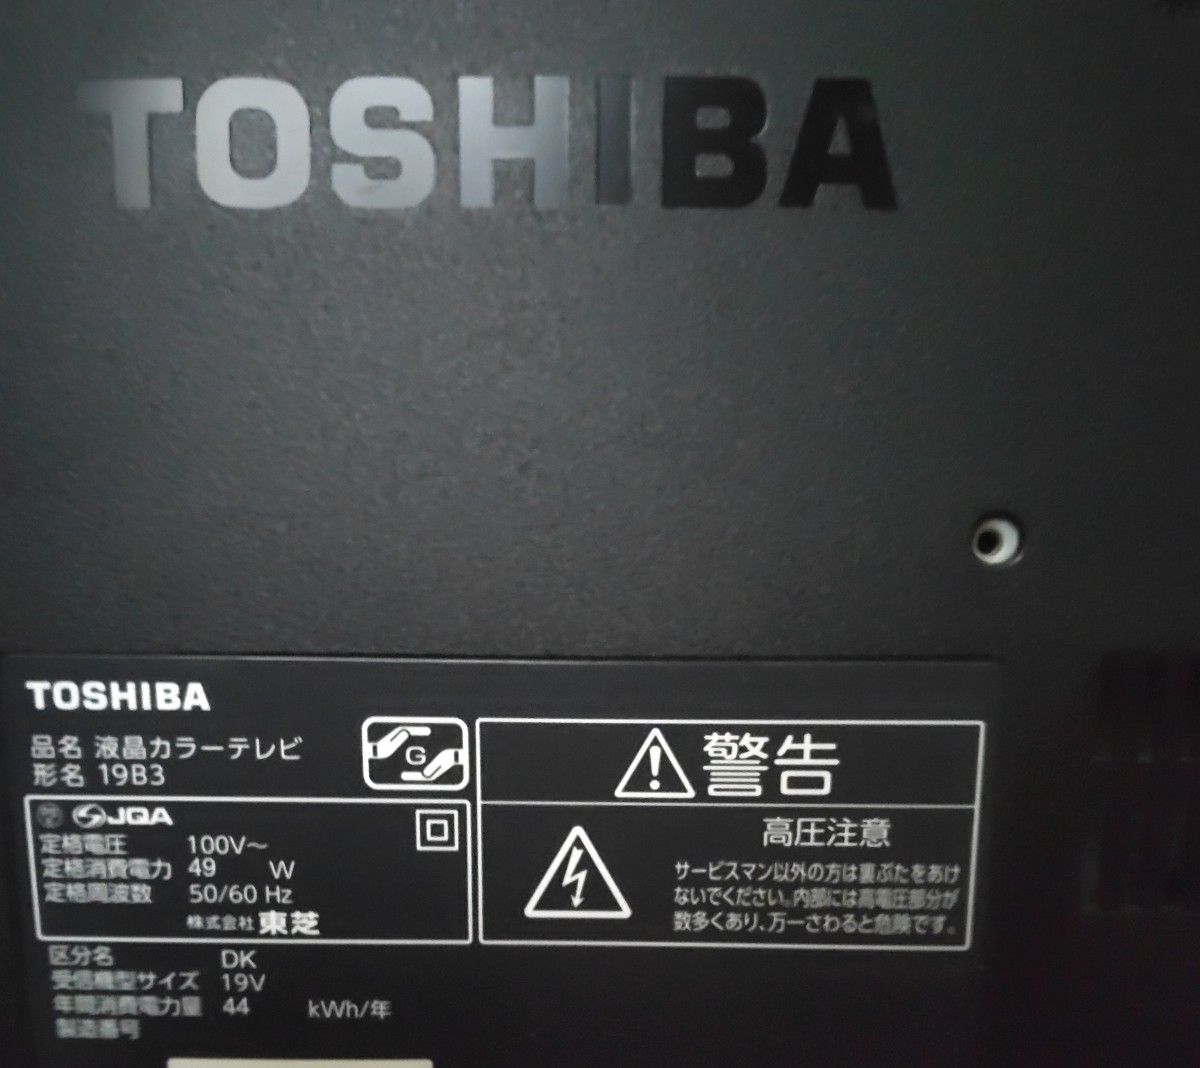 TOSHIBA
TOSHIBA
品名 液晶カラーテレビ
形名 19B3
G
JQA
定格電圧 100V～
定格消費電力 49 W
定格周波数 50/60 Hz
株式会社 東芝
区分名 DK
受信機型サイズ 19V
年間消費電力量 44 kWh/年
製造番号
警告
高圧注意
サービスマン以外の方は裏ぶたをあけ
ないでください。内部には高電圧部分が
数多くあり、万一さわると危険です。